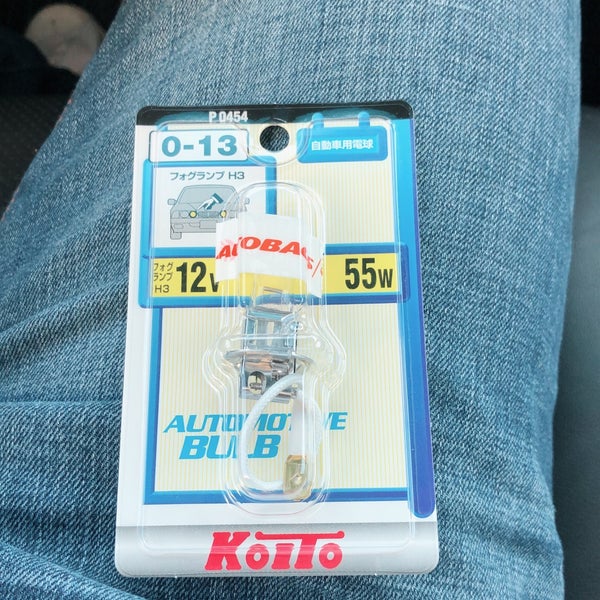 P 0454
0-13
自動車用電球
フォグランプ H3
AUTOBACS
フォグ
ランプ
H3
12V
55W
AUTOMOTIVE
BULB
KOITO